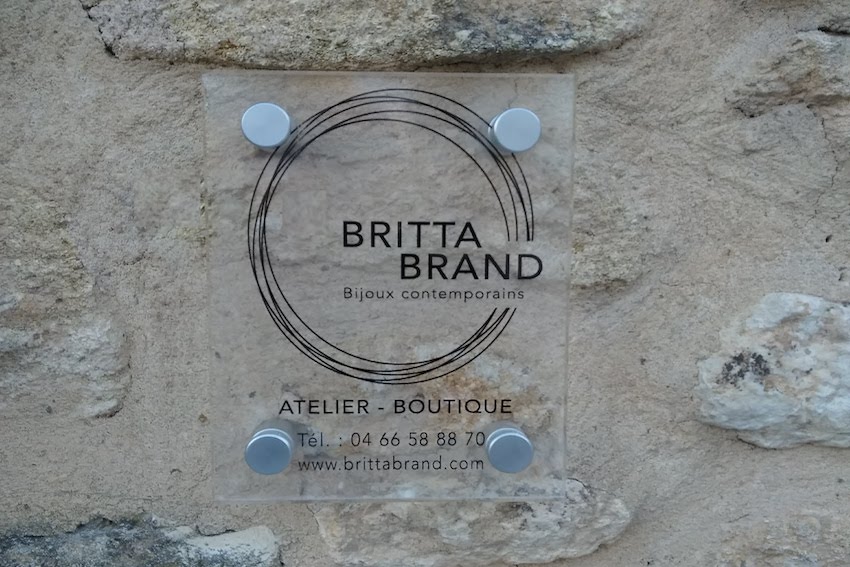 BRITTA
BRAND
Bijoux contemporains
ATELIER - BOUTIQUE
Tél. : 04 66 58 88 70
www.brittabrand.com